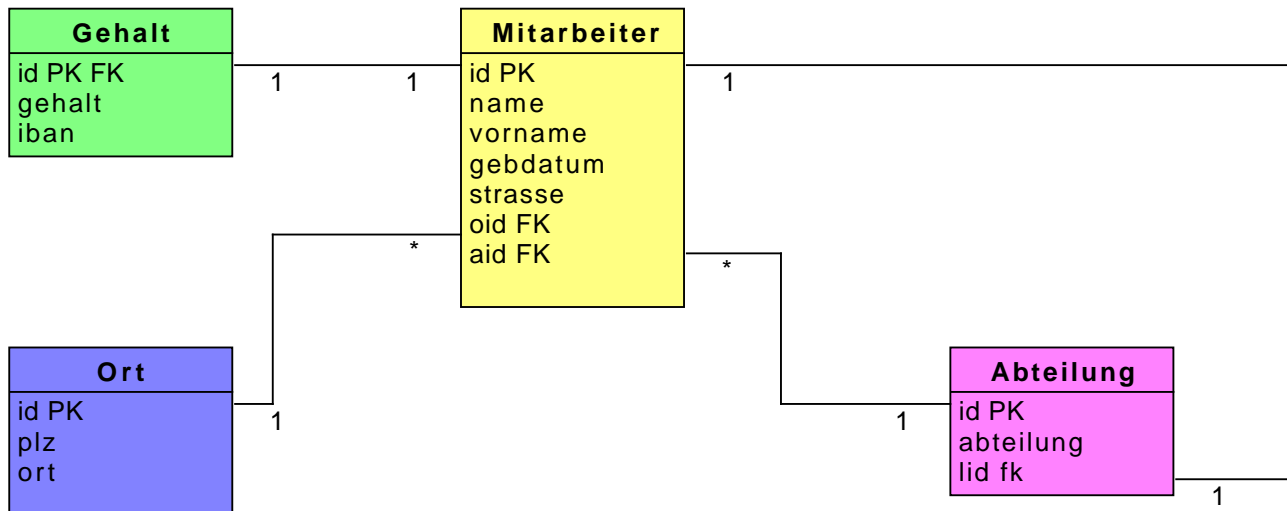 Gehalt
id PK FK
gehalt
iban
1
1
Mitarbeiter
id PK
name
vorname
gebdatum
strasse
oid FK
aid FK
1
*
*
Ort
id PK
plz
ort
1
1
Abteilung
id PK
abteilung
lid fk
1